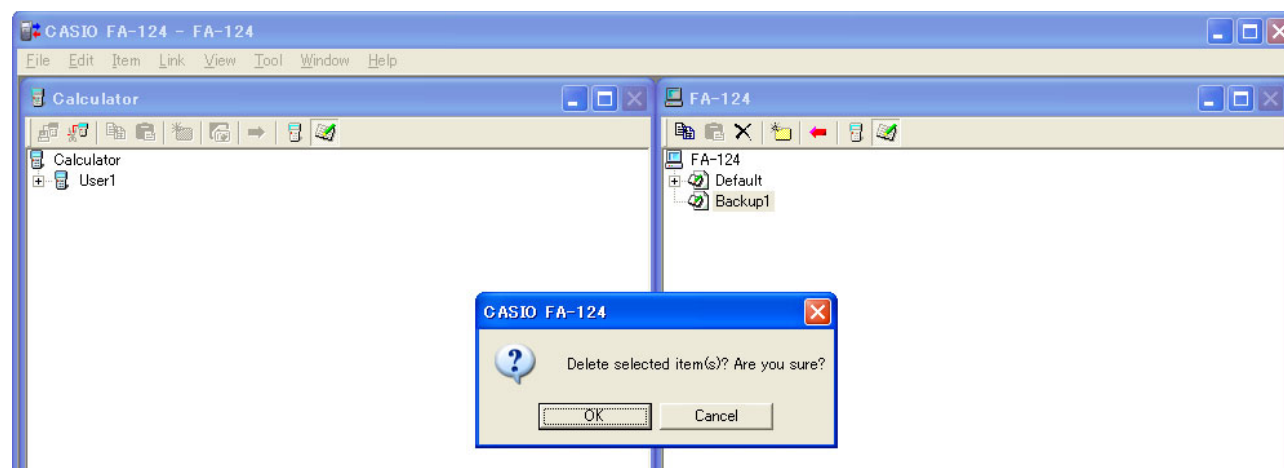 CASIO FA-124 - FA-124
File Edit Item Link View Tool Window Help
Calculator
Calculator
User1
FA-124
FA-124
Default
Backup1
CASIO FA-124
Delete selected item(s)? Are you sure?
OK Cancel